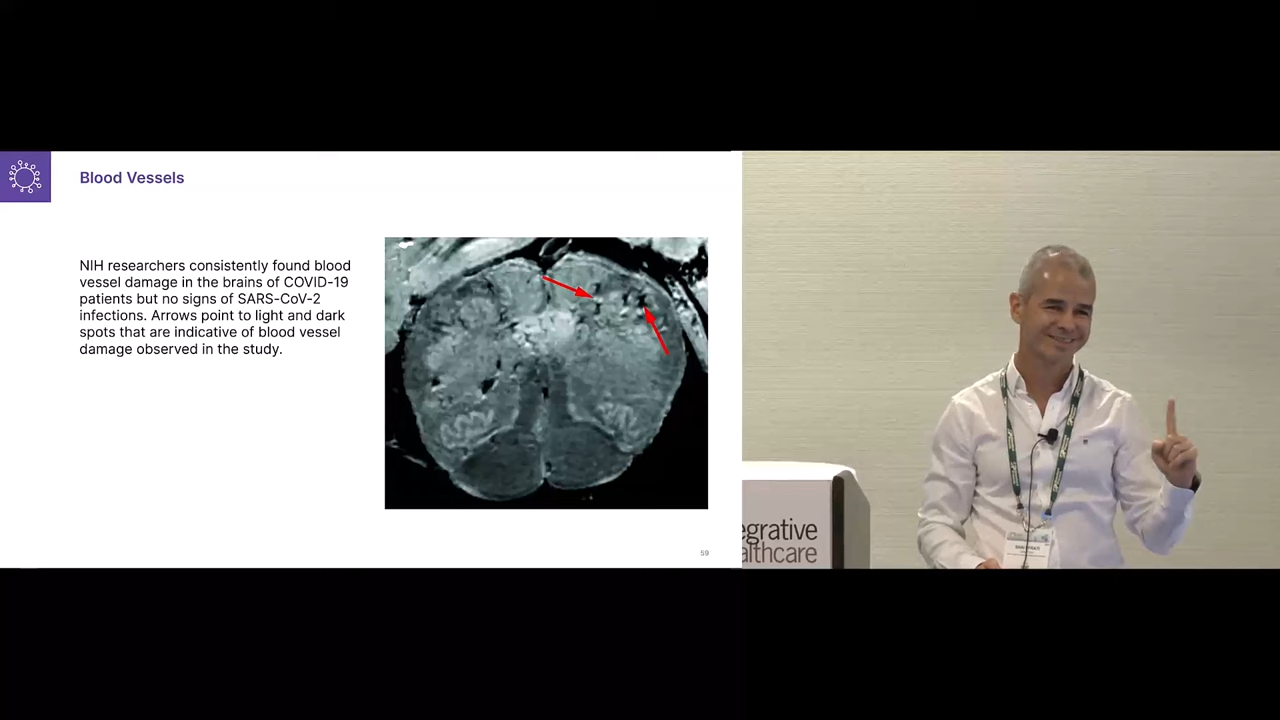 Blood Vessels
NIH researchers consistently found blood
vessel damage in the brains of COVID-19
patients but no signs of SARS-CoV-2
infections. Arrows point to light and dark
spots that are indicative of blood vessel
damage observed in the study.
59
egrative
althcare